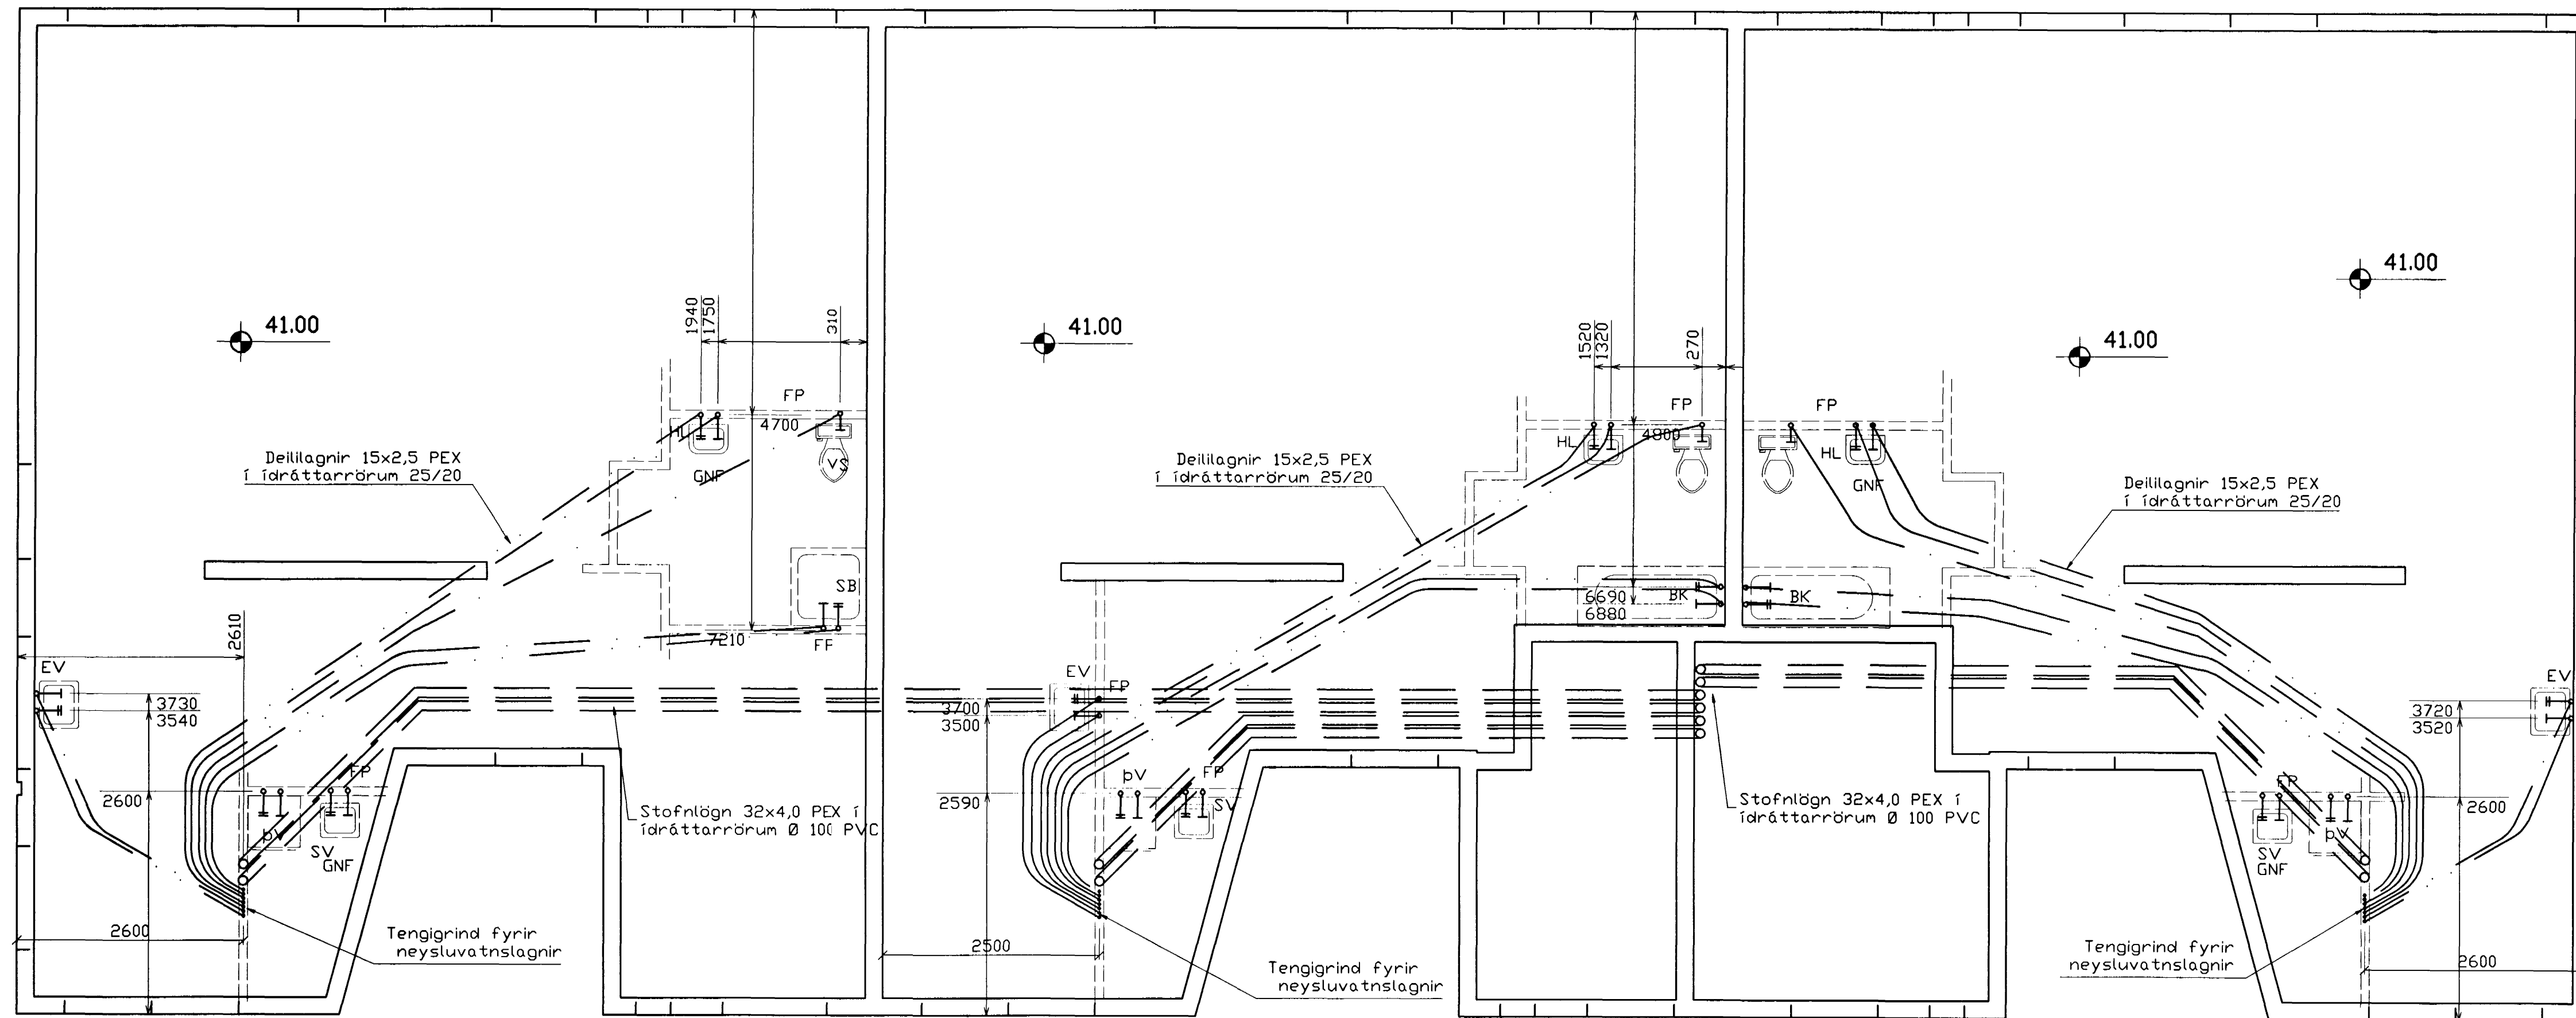 41.00
41.00
41.00
41.00
1940
1750
310
1520
1320
270
FP
FP
FP
4700
4800
HL
HL
HL
GNF
VS
GNF
Deililagnir 15x2,5 PEX
í ídráttarrörum 25/20
Deililagnir 15x2,5 PEX
í ídráttarrörum 25/20
Deililagnir 15x2,5 PEX
í ídráttarrörum 25/20
SB
6690
6880
BK
BK
2610
7210
FF
EV
EV
EV
FP
3730
3540
3700
3500
3720
3520
FP
þV
FP
FP
2600
2590
2600
SV
þV
þV
SV
GNF
SV
GNF
Stofnlögn 32x4,0 PEX í
ídráttarrörum Ø 100 PVC
Stofnlögn 32x4,0 PEX í
ídráttarrörum Ø 100 PVC
2600
2500
2600
Tengigrind fyrir
neysluvatnslagnir
Tengigrind fyrir
neysluvatnslagnir
Tengigrind fyrir
neysluvatnslagnir